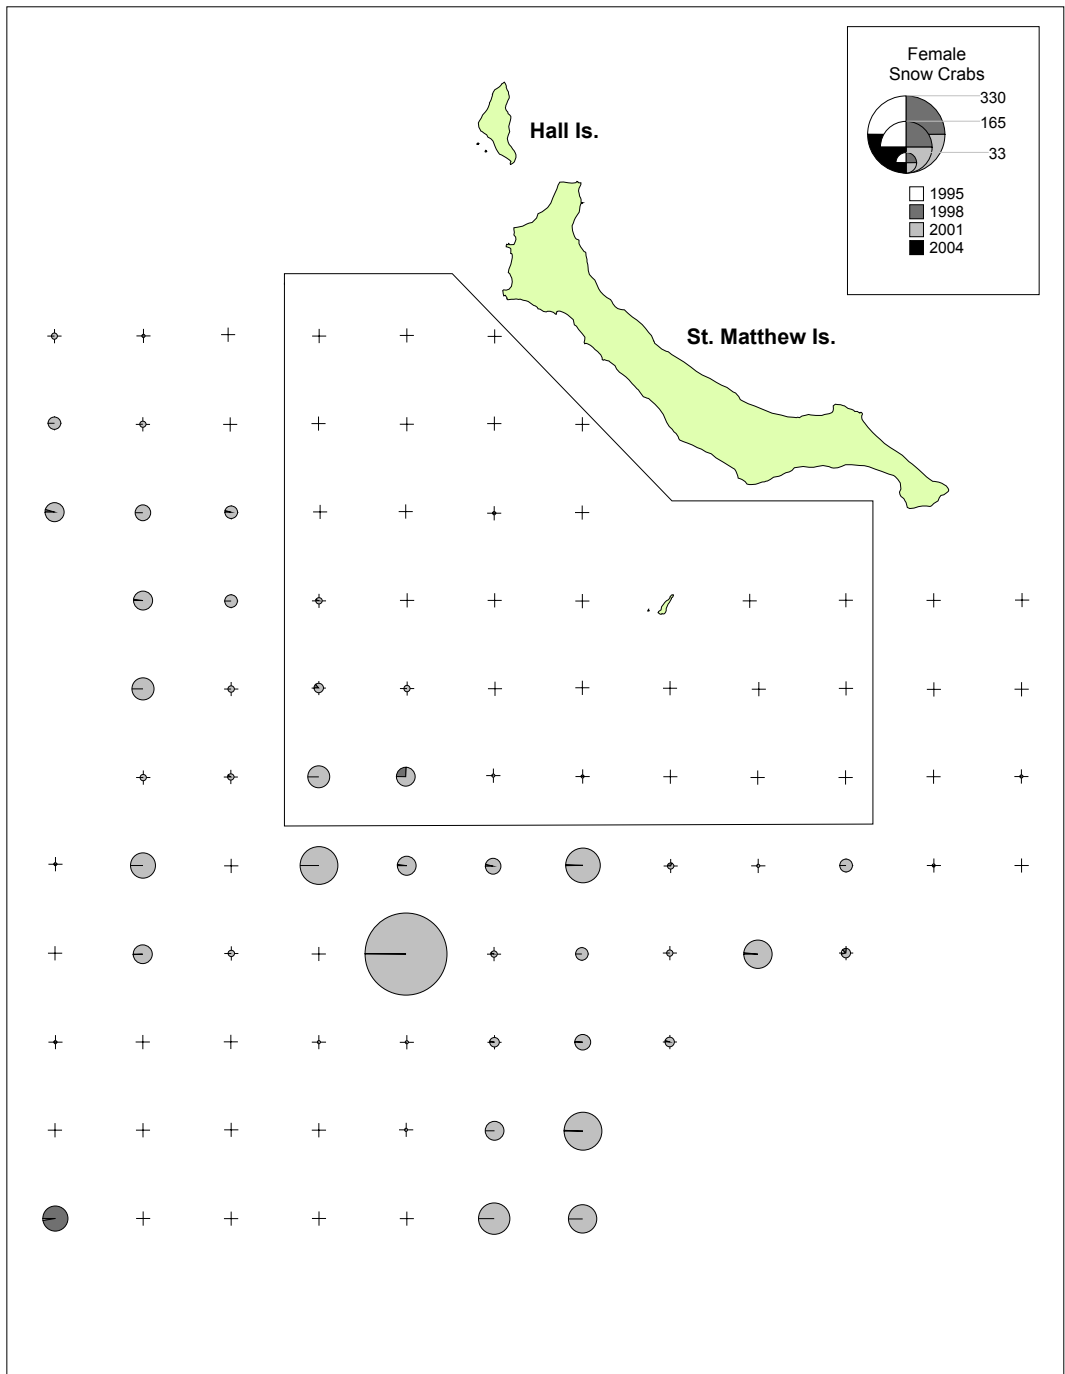 Female
Snow Crabs
330
165
33
1995
1998
2001
2004
Hall Is.
St. Matthew Is.